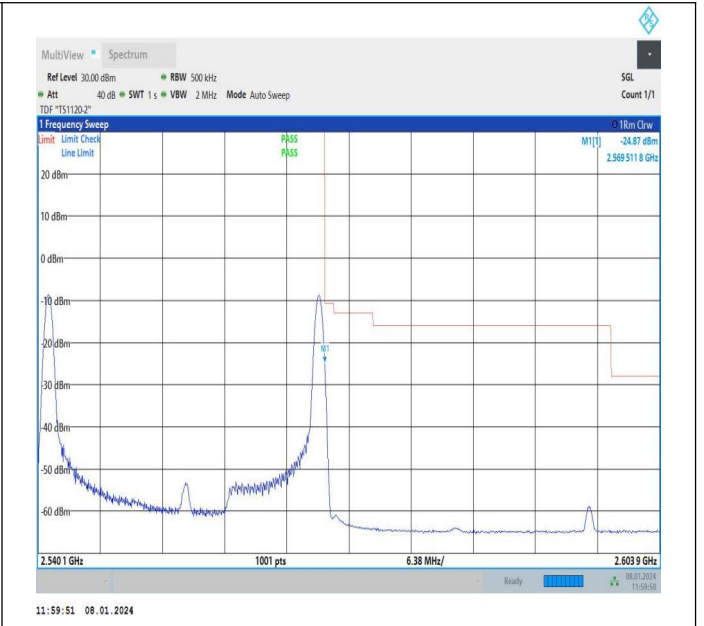 R&S
MultiView Spectrum
Ref Level 30.00 dBm RBW 500 kHz SGL
Att 40 dB SWT 1 s VBW 2 MHz Mode Auto Sweep Count 1/1
TDF "TS1120-2"
1 Frequency Sweep 1Rm Clrw
Limit Limit Check PASS M1[1] -24.87 dBm
Line Limit PASS 2.569 511 8 GHz
20 dBm
10 dBm
0 dBm
-10 dBm
-20 dBm
M1
-30 dBm
-40 dBm
-50 dBm
-60 dBm
2.540 1 GHz 1001 pts 6.38 MHz/ 2.603 9 GHz
Ready 08.01.2024
11:59:50
11:59:51 08.01.2024